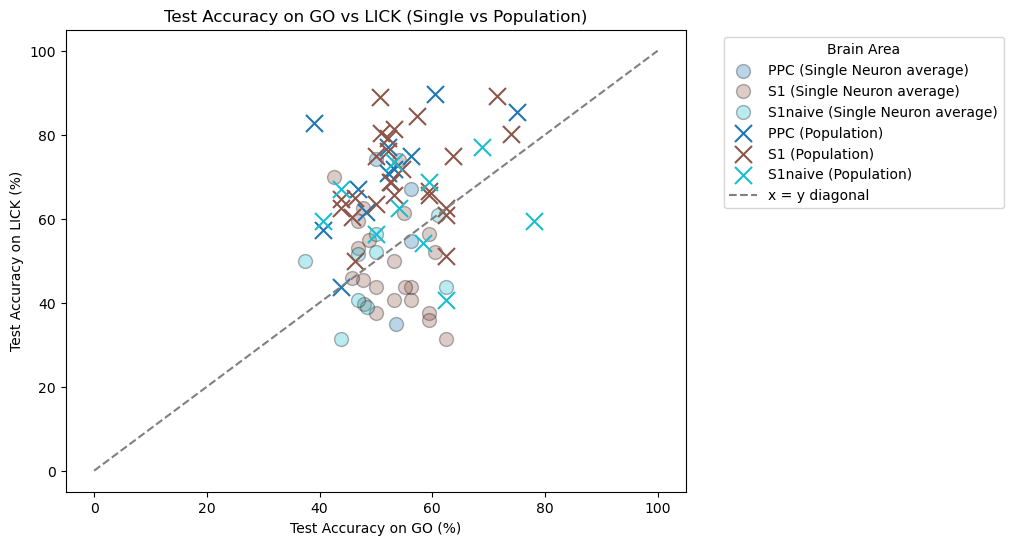 Test Accuracy on GO vs LICK (Single vs Population)
Test Accuracy on LICK (%)
100
80
60
40
20
0
0 20 40 60 80 100
Test Accuracy on GO (%)
Brain Area
PPC (Single Neuron average)
S1 (Single Neuron average)
S1naive (Single Neuron average)
PPC (Population)
S1 (Population)
S1naive (Population)
x = y diagonal